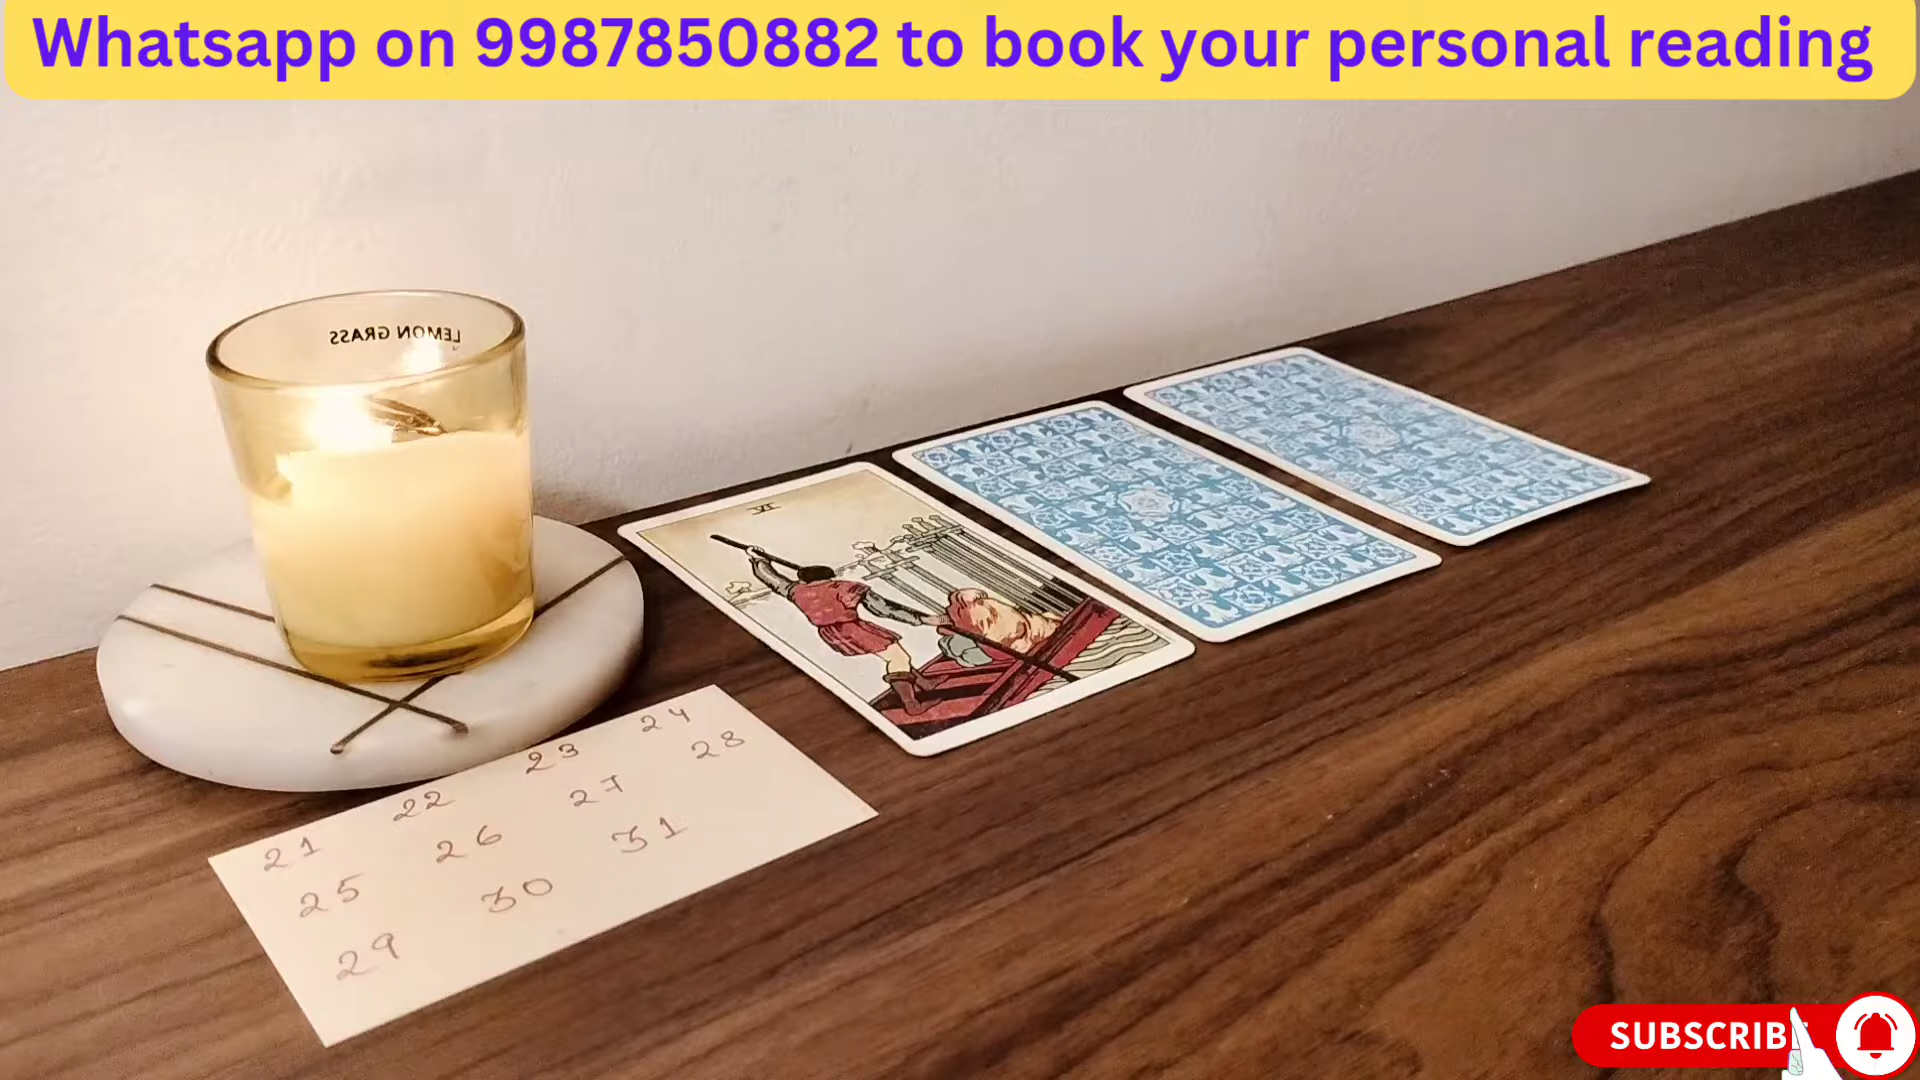 Whatsapp on 9987850882 to book your personal reading
LEMON GRASS
21 22 23 24
25 26 27 28
29 30 31
SUBSCRIB